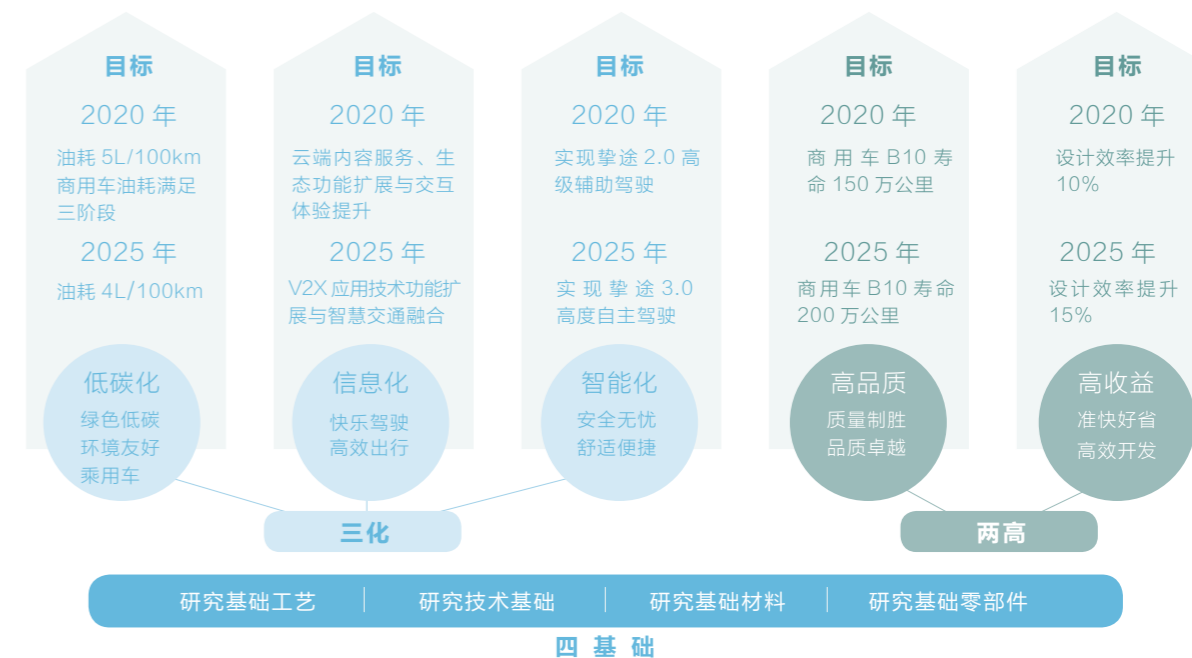 目标
2020 年
油耗 5L/100km
商用车油耗满足
三阶段
2025 年
油耗 4L/100km
低碳化
绿色低碳
环境友好
乘用车
目标
2020 年
云端内容服务、生
态功能扩展与交互
体验提升
2025 年
V2X 应用技术功能扩
展与智慧交通融合
信息化
快乐驾驶
高效出行
目标
2020 年
实现挚途 2.0 高
级辅助驾驶
2025 年
实现挚途 3.0
高度自主驾驶
智能化
安全无忧
舒适便捷
目标
2020 年
商用车 B10 寿
命 150 万公里
2025 年
商用车 B10 寿命
200 万公里
高品质
质量制胜
品质卓越
目标
2020 年
设计效率提升
10%
2025 年
设计效率提升
15%
高收益
准快好省
高效开发
三化
两高
研究基础工艺
研究技术基础
研究基础材料
研究基础零部件
四基础